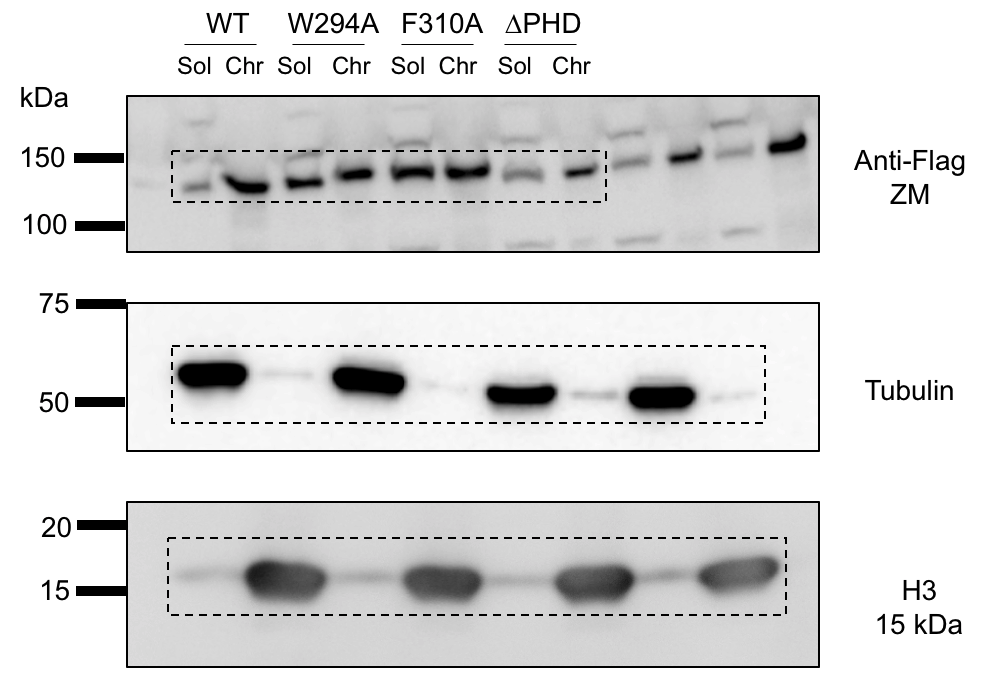 WT W294A F310A ΔPHD
Sol Chr Sol Chr Sol Chr Sol Chr
kDa
150
100
Anti-Flag
ZM
75
50
Tubulin
20
15
H3
15 kDa